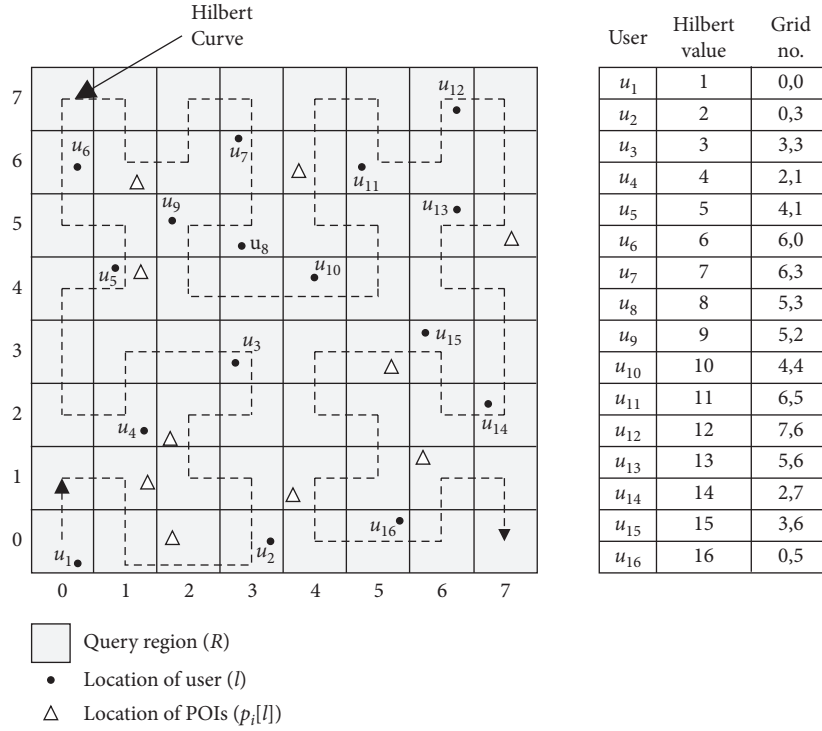 Hilbert
Curve
7
6
5
4
3
2
1
0
0 1 2 3 4 5 6 7
u12
u6
u7
u11
u9
u13
u8
u5
u10
u3
u15
u4
u14
u1
u2
u16
Query region (R)
Location of user (l)
Location of POIs (pi[l])
User Hilbert value Grid no.
u1 1 0,0
u2 2 0,3
u3 3 3,3
u4 4 2,1
u5 5 4,1
u6 6 6,0
u7 7 6,3
u8 8 5,3
u9 9 5,2
u10 10 4,4
u11 11 6,5
u12 12 7,6
u13 13 5,6
u14 14 2,7
u15 15 3,6
u16 16 0,5